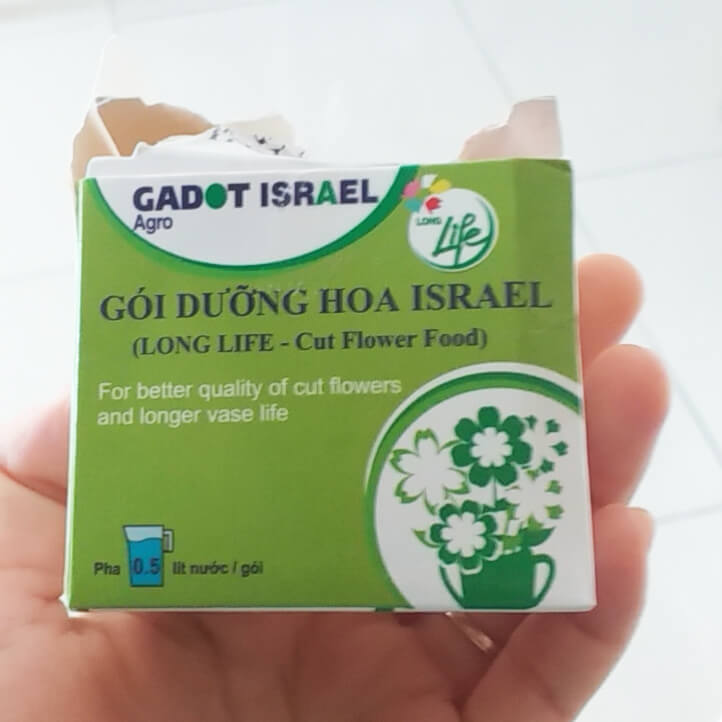 GADOT ISRAEL
Agro
LONG
Life
GÓI DƯỠNG HOA ISRAEL
(LONG LIFE - Cut Flower Food)
For better quality of cut flowers
and longer vase life
Pha 0.5 lít nước / gói